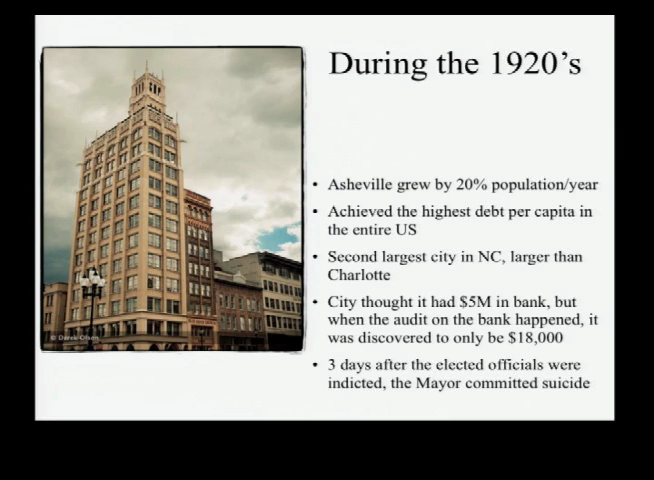 During the 1920's
• Asheville grew by 20% population/year
• Achieved the highest debt per capita in
the entire US
• Second largest city in NC, larger than
Charlotte
• City thought it had $5M in bank, but
when the audit on the bank happened, it
was discovered to only be $18,000
• 3 days after the elected officials were
indicted, the Mayor committed suicide
© Derek Olson